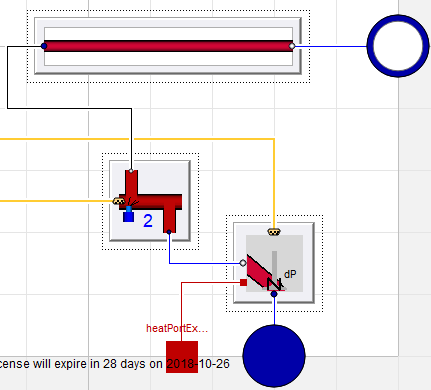 2
dP
heatPortEx...
cense will expire in 28 days on 2018-10-26